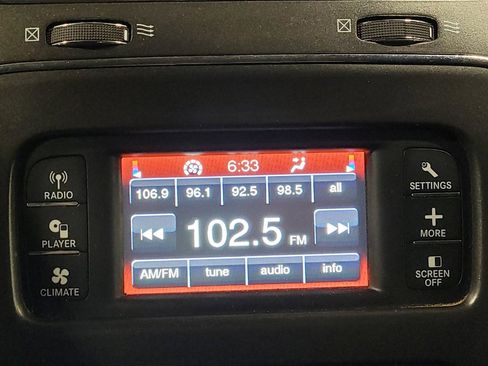 6:33
106.9 96.1 92.5 98.5 all
102.5 FM
AM/FM tune audio info
RADIO
PLAYER
CLIMATE
SETTINGS
MORE
SCREEN
OFF